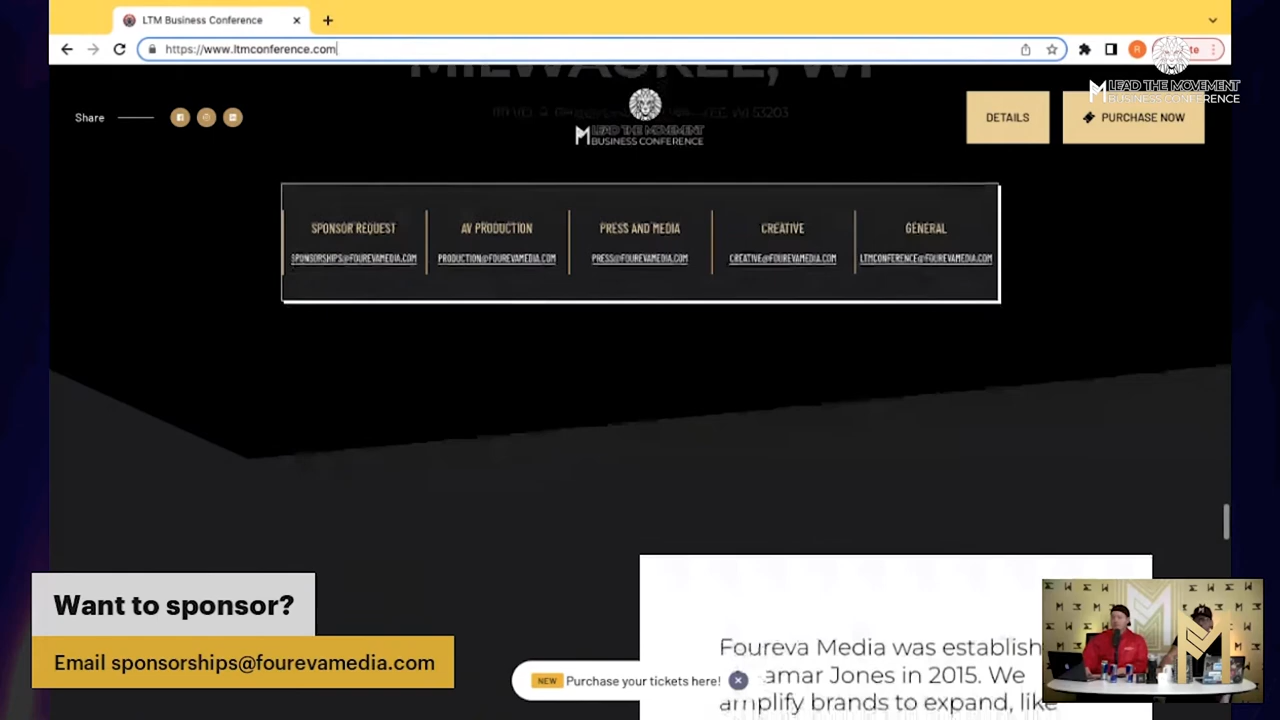 LTM Business Conference
https://www.ltmconference.com
LEAD THE MOVEMENT
BUSINESS CONFERENCE
MILWAUKEE, WI
WI 53203
Share
LEAD THE MOVEMENT
BUSINESS CONFERENCE
DETAILS
PURCHASE NOW
SPONSOR REQUEST
SPONSORSHIPS@FOUREVAMEDIA.COM
AV PRODUCTION
PRODUCTION@FOUREVAMEDIA.COM
PRESS AND MEDIA
PRESS@FOUREVAMEDIA.COM
CREATIVE
CREATIVE@FOUREVAMEDIA.COM
GENERAL
LTMCONFERENCE@FOUREVAMEDIA.COM
Want to sponsor?
Email sponsorships@fourevamedia.com
Foureva Media was establish
amar Jones in 2015. We
amplify brands to expand, like
NEW Purchase your tickets here!